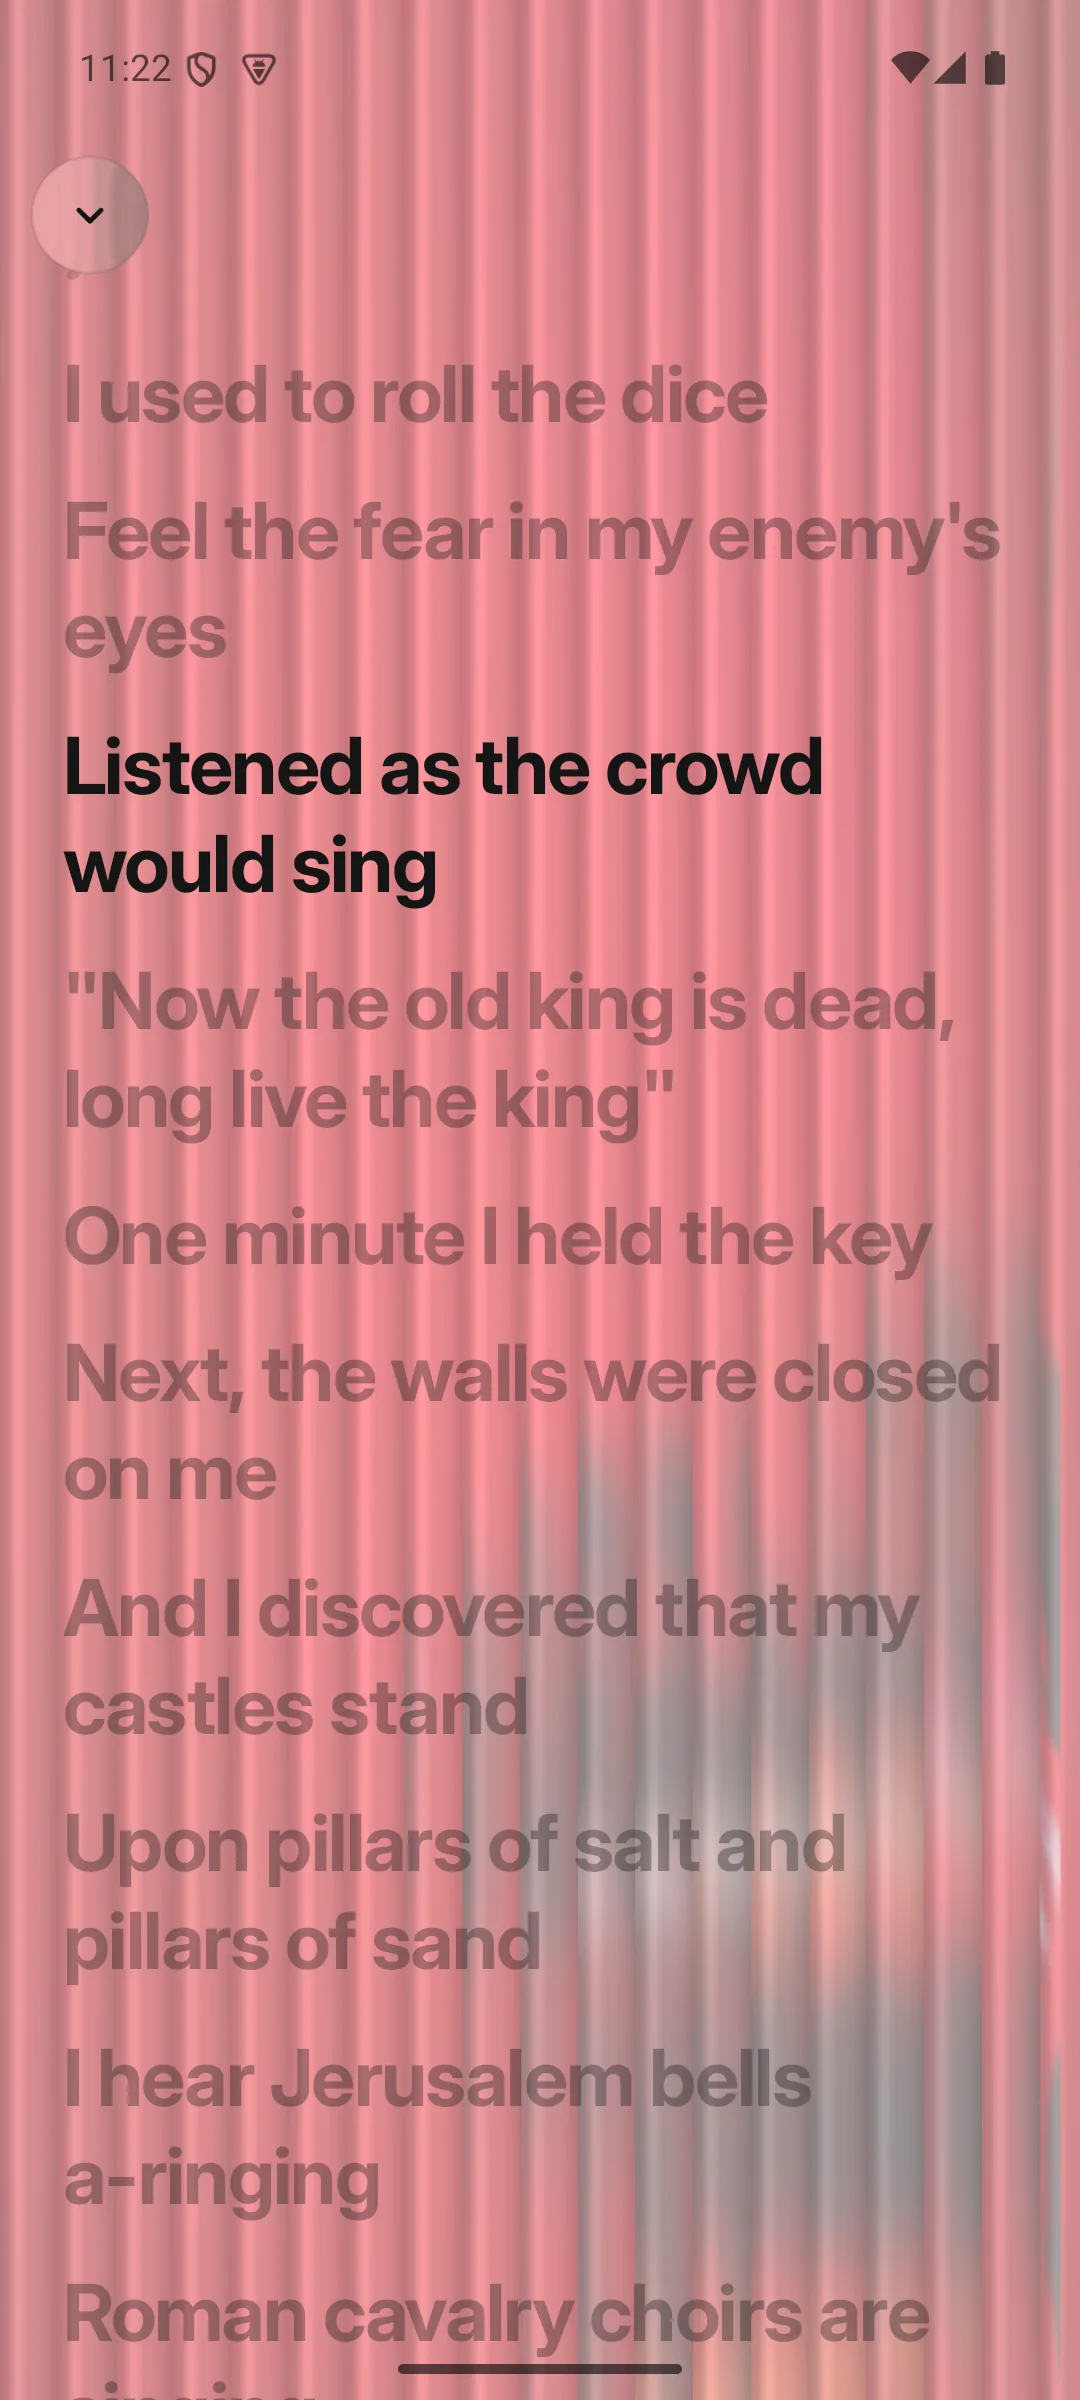 11:22
I used to roll the dice
Feel the fear in my enemy's
eyes
Listened as the crowd
would sing
"Now the old king is dead,
long live the king"
One minute I held the key
Next, the walls were closed
on me
And I discovered that my
castles stand
Upon pillars of salt and
pillars of sand
I hear Jerusalem bells
a-ringing
Roman cavalry choirs are